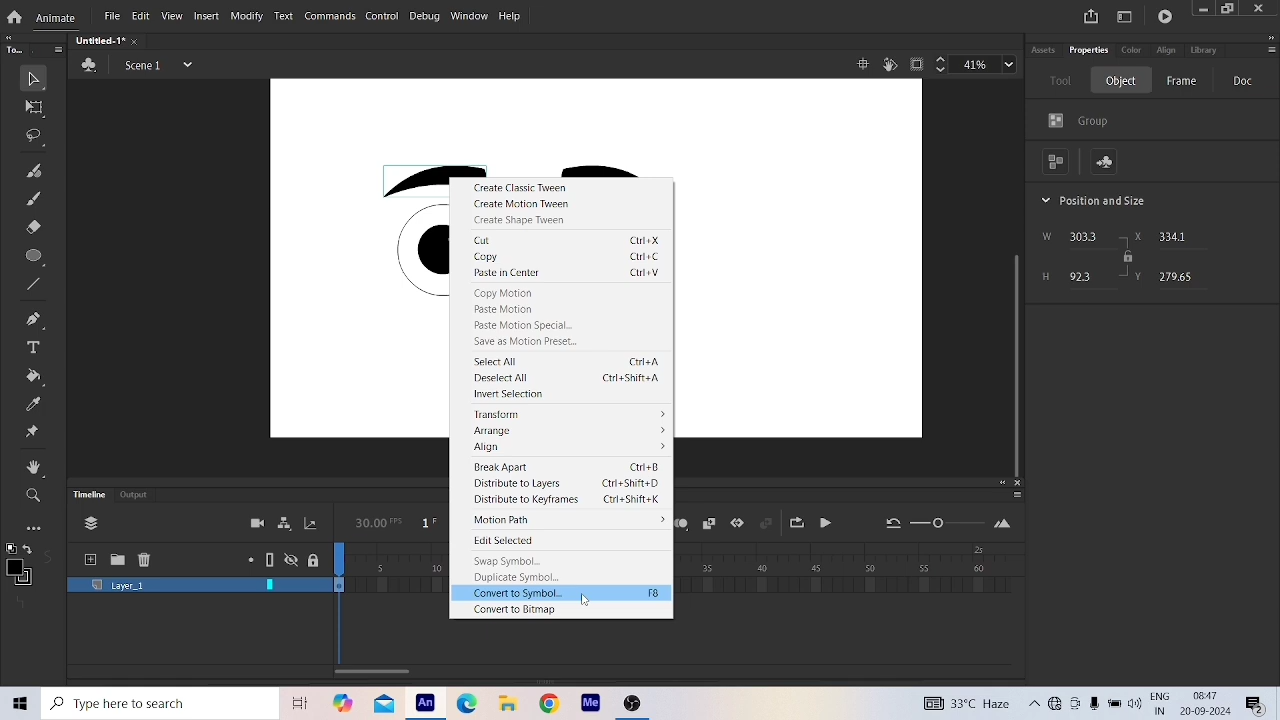 Animate File Edit View Insert Modify Text Commands Control Debug Window Help
To... Untitled-1* Assets Properties Color Align Library
Scene 1 41%
Tool Object Frame Doc
Group
Position and Size
W 303.3 X 334.1
H 92.3 Y 279.65
Create Classic Tween
Create Motion Tween
Create Shape Tween
Cut Ctrl+X
Copy Ctrl+C
Paste in Center Ctrl+V
Copy Motion
Paste Motion
Paste Motion Special...
Save as Motion Preset...
Select All Ctrl+A
Deselect All Ctrl+Shift+A
Invert Selection
Transform
Arrange
Align
Break Apart Ctrl+B
Distribute to Layers Ctrl+Shift+D
Distribute to Keyframes Ctrl+Shift+K
Motion Path
Edit Selected
Swap Symbol...
Duplicate Symbol...
Convert to Symbol... F8
Convert to Bitmap
Timeline Output
30.00 FPS 1 F
2s
5 10 35 40 45 50 55 60
Layer_1
Type here to search An Me 33°C Haze ENG IN 08:47 20-09-2024 2